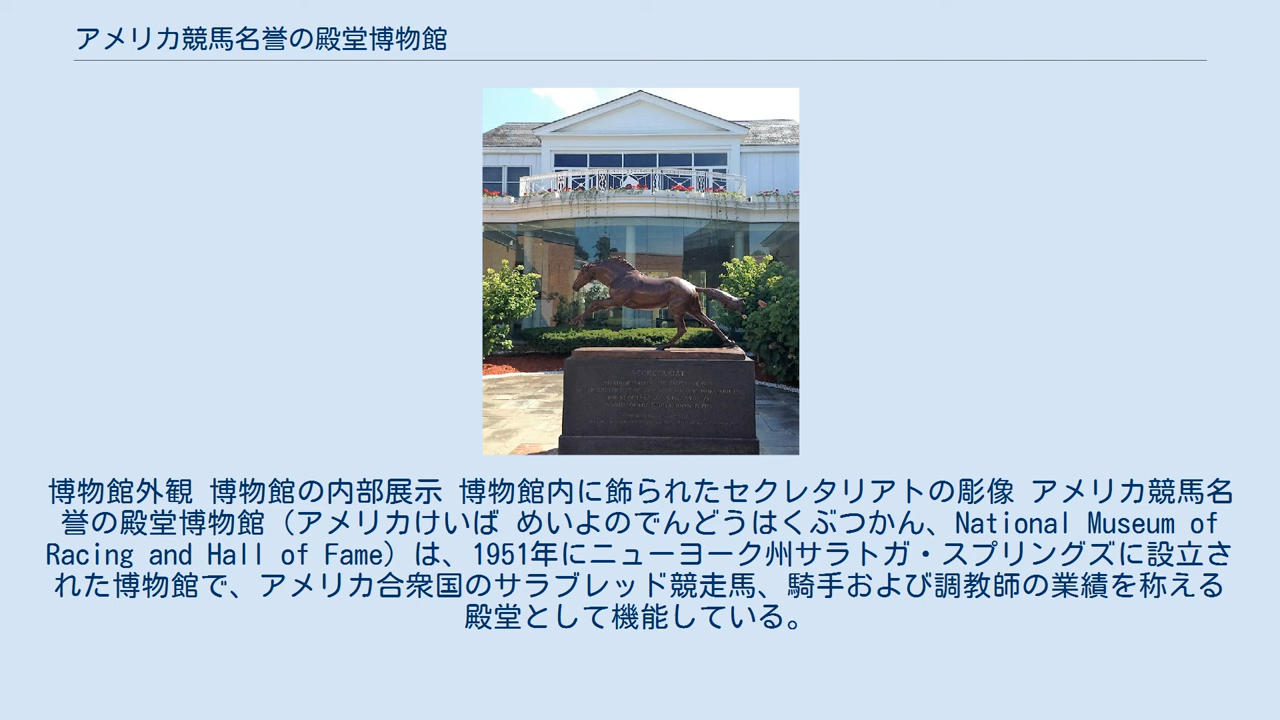 アメリカ競馬名誉の殿堂博物館
SECRETARIAT
博物館外観 博物館の内部展示 博物館内に飾られたセクレタリアトの彫像 アメリカ競馬名
誉の殿堂博物館（アメリカけいば めいよのでんどうはくぶつかん、National Museum of
Racing and Hall of Fame）は、1951年にニューヨーク州サラトガ・スプリングズに設立さ
れた博物館で、アメリカ合衆国のサラブレッド競走馬、騎手および調教師の業績を称える
殿堂として機能している。